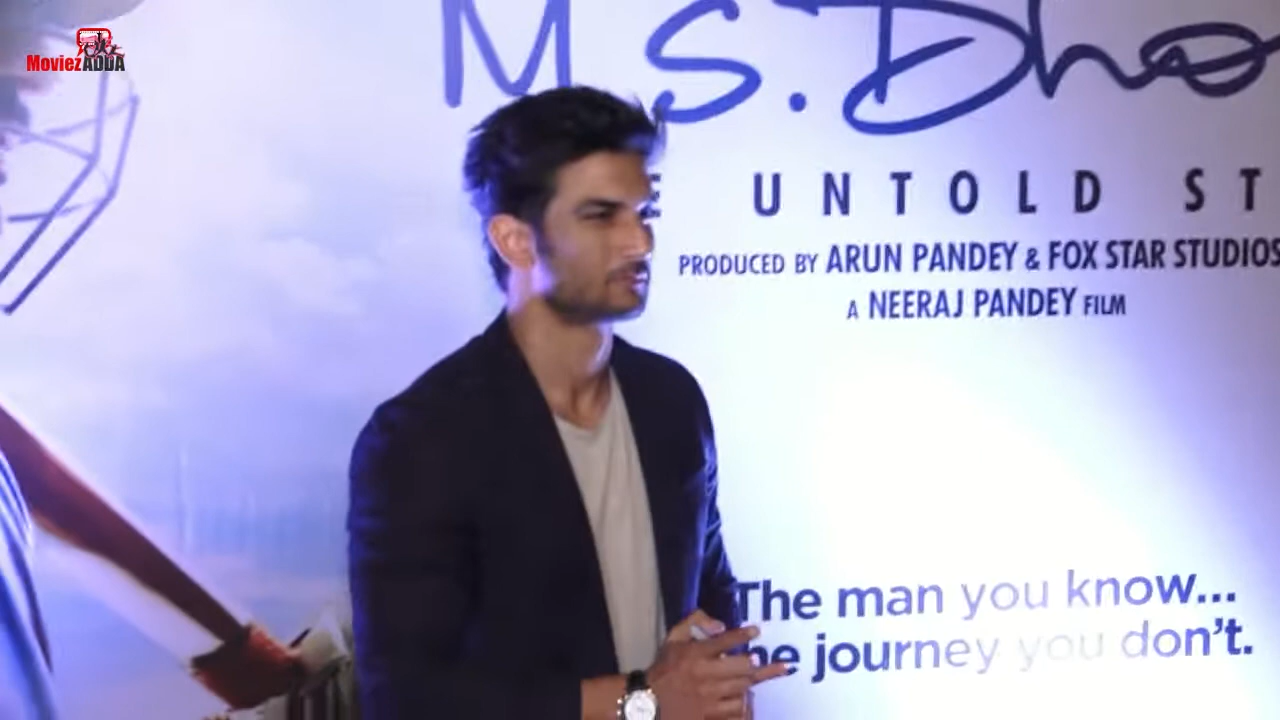 MoviezADDA
M.S. Dho
E UNTOLD ST
PRODUCED BY ARUN PANDEY & FOX STAR STUDIOS
A NEERAJ PANDEY FILM
The man you know...
he journey you don't.